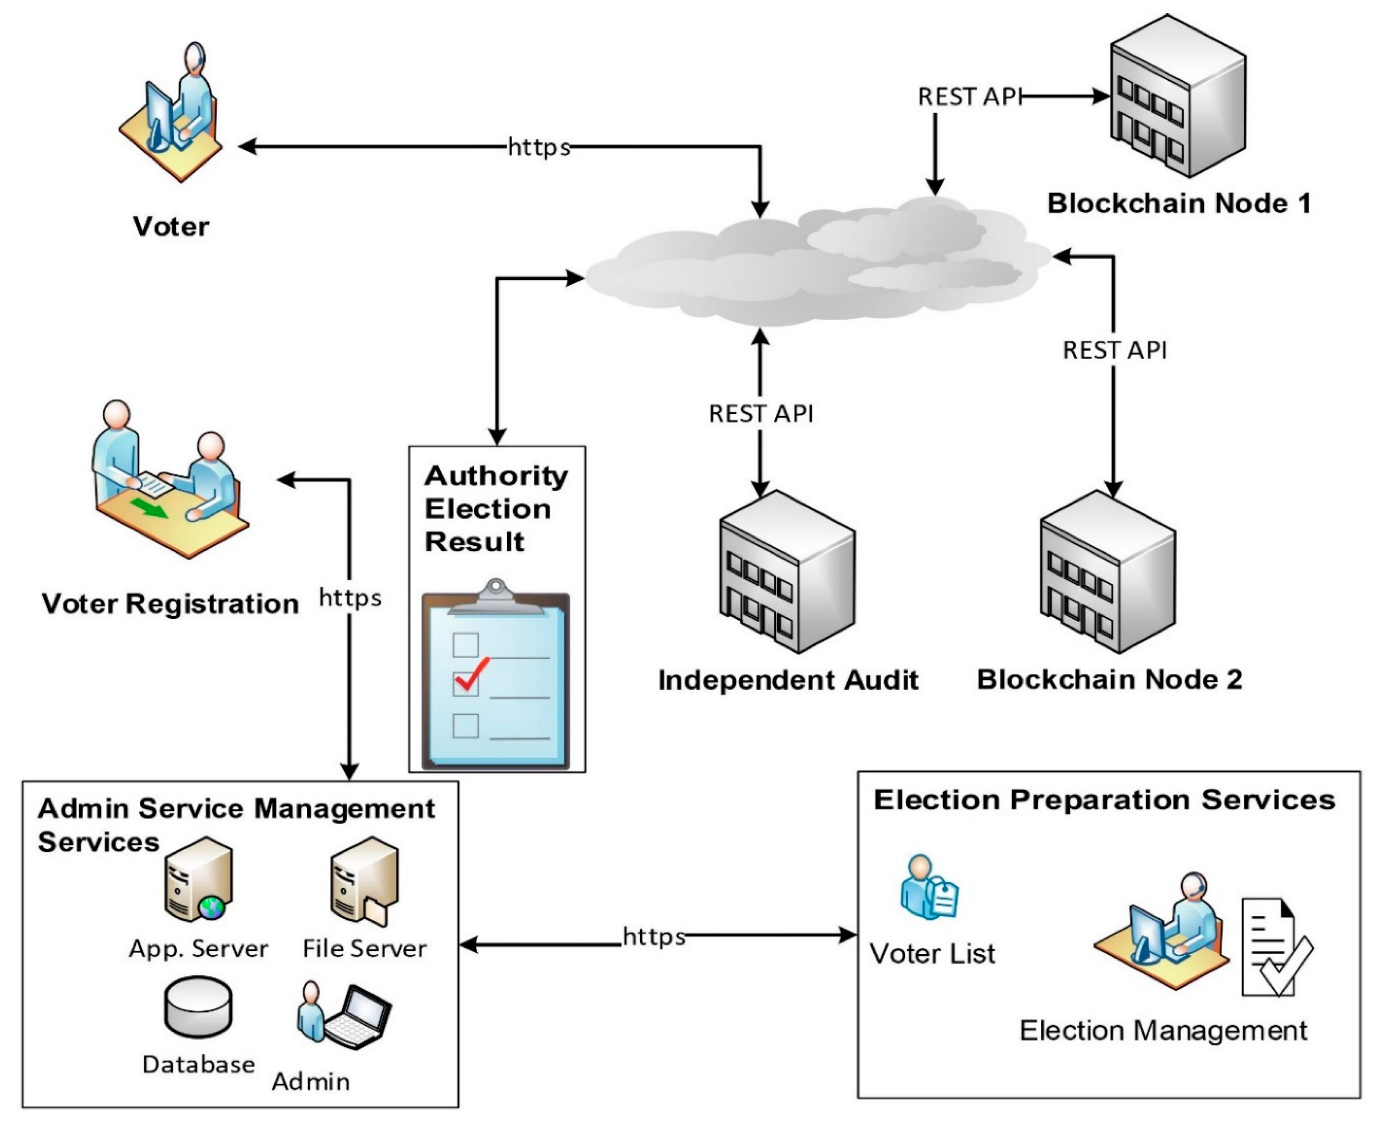 REST API
https
Blockchain Node 1
Voter
REST API
REST API
Authority
Election
Result
Voter Registration
https
Independent Audit
Blockchain Node 2
Admin Service Management
Services
App. Server
File Server
Database
Admin
https
Election Preparation Services
Voter List
Election Management